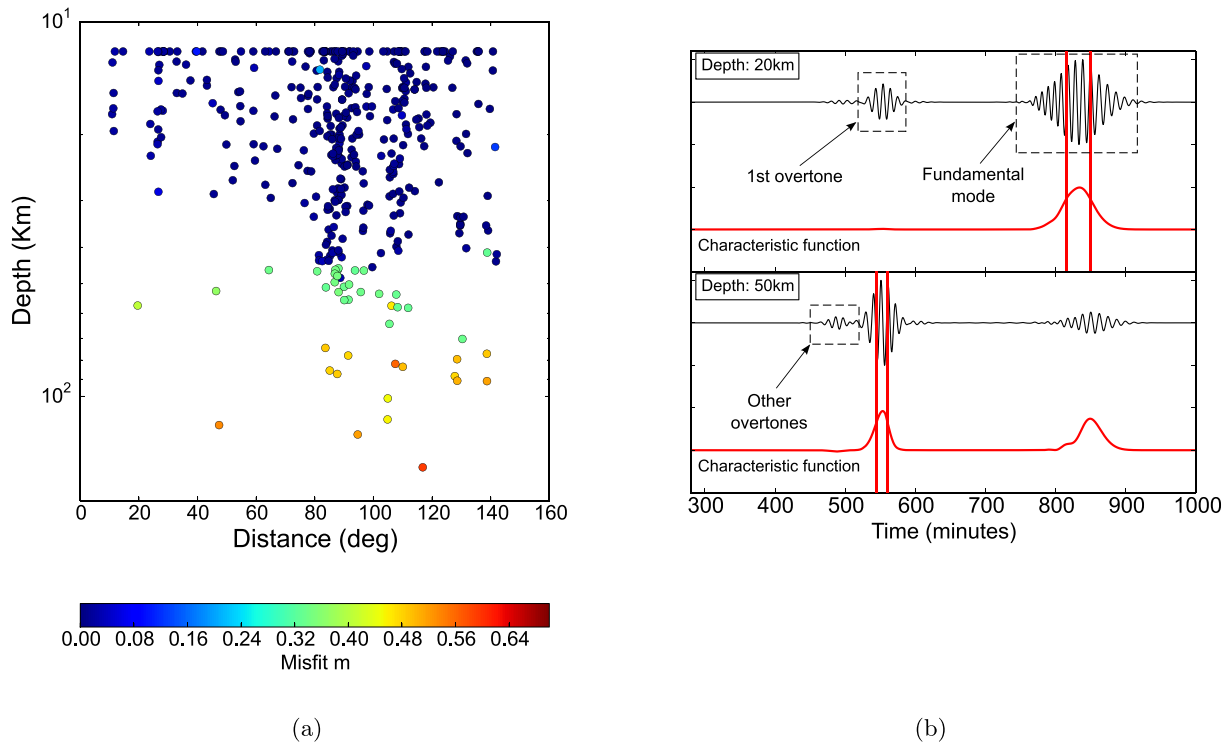 10^1
10^2
Depth (Km)
0 20 40 60 80 100 120 140 160
Distance (deg)
0.00 0.08 0.16 0.24 0.32 0.40 0.48 0.56 0.64
Misfit m
(a)
Depth: 20km
1st overtone
Fundamental
mode
Characteristic function
Depth: 50km
Other
overtones
Characteristic function
300 400 500 600 700 800 900 1000
Time (minutes)
(b)